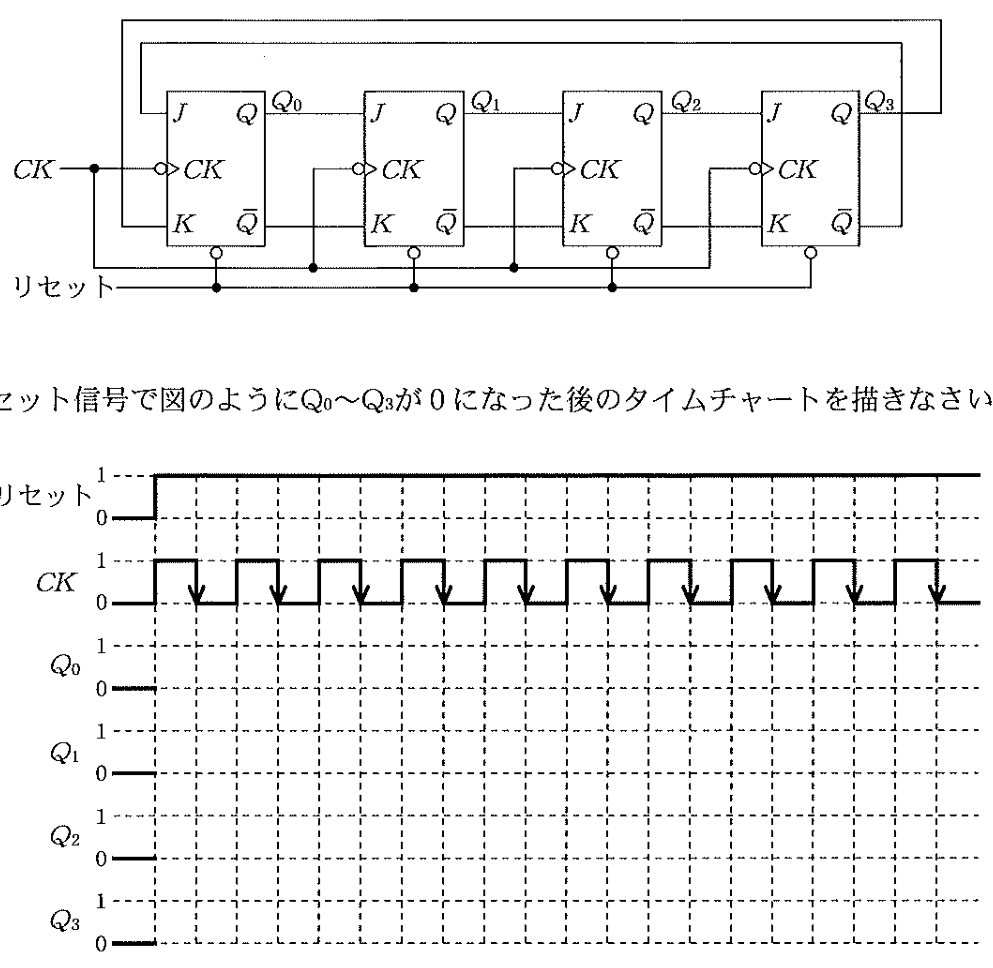 J Q Q₀ J Q Q₁ J Q Q₂ J Q Q₃
CK CK CK CK CK
K Q̄ K Q̄ K Q̄ K Q̄
リセット
セット信号で図のようにQ₀～Q₃が0になった後のタイムチャートを描きなさい
リセット 1
0
CK 1
0
Q₀ 1
0
Q₁ 1
0
Q₂ 1
0
Q₃ 1
0